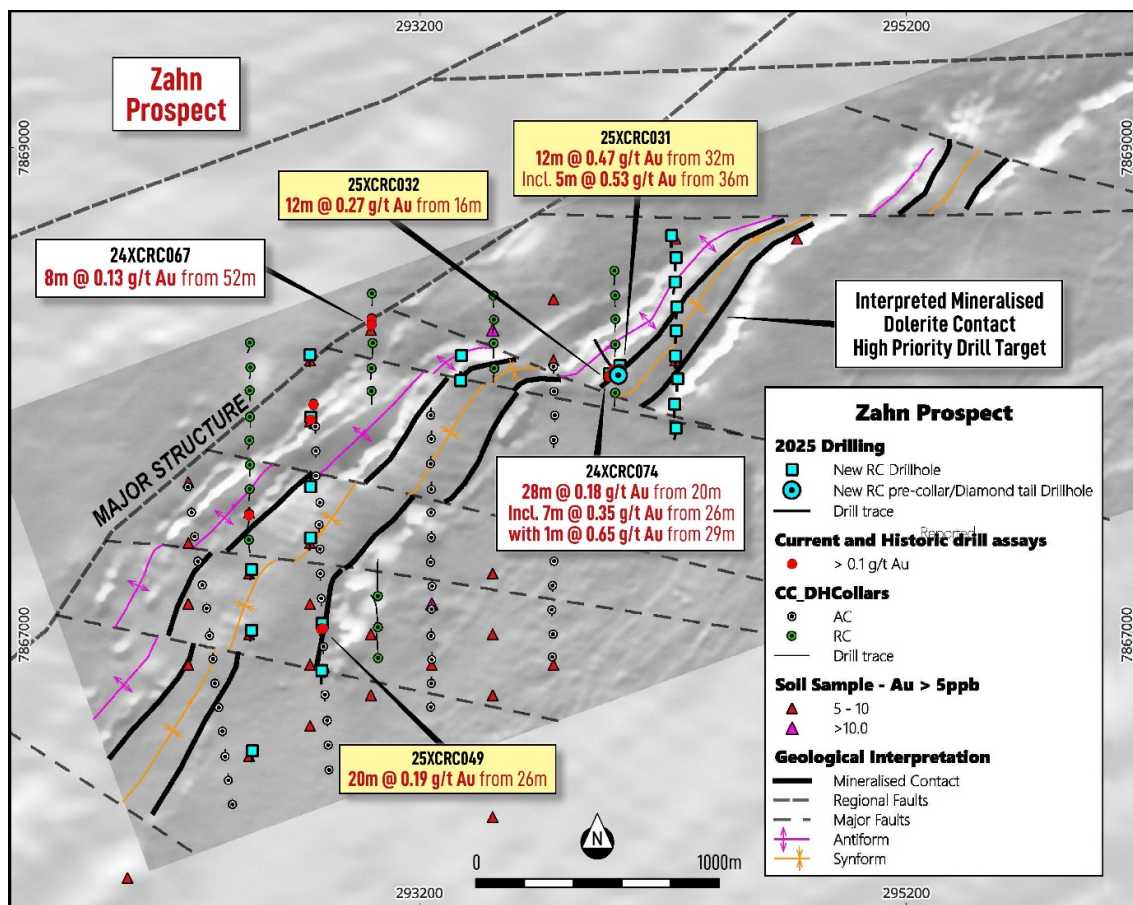 293200
295200
Zahn
Prospect
7869000
7869000
25XCRC031
12m @ 0.47 g/t Au from 32m
Incl. 5m @ 0.53 g/t Au from 36m
25XCRC032
12m @ 0.27 g/t Au from 16m
24XCRC067
8m @ 0.13 g/t Au from 52m
Interpreted Mineralised
Dolerite Contact
High Priority Drill Target
MAJOR STRUCTURE
24XCRC074
28m @ 0.18 g/t Au from 20m
Incl. 7m @ 0.35 g/t Au from 26m
with 1m @ 0.65 g/t Au from 29m
7867000
7867000
25XCRC049
20m @ 0.19 g/t Au from 26m
N
0
1000m
293200
295200
Zahn Prospect
2025 Drilling
New RC Drillhole
New RC pre-collar/Diamond tail Drillhole
Drill trace
Reported
Current and Historic drill assays
> 0.1 g/t Au
CC_DHCollars
AC
RC
Drill trace
Soil Sample - Au > 5ppb
5 - 10
>10.0
Geological Interpretation
Mineralised Contact
Regional Faults
Major Faults
Antiform
Synform